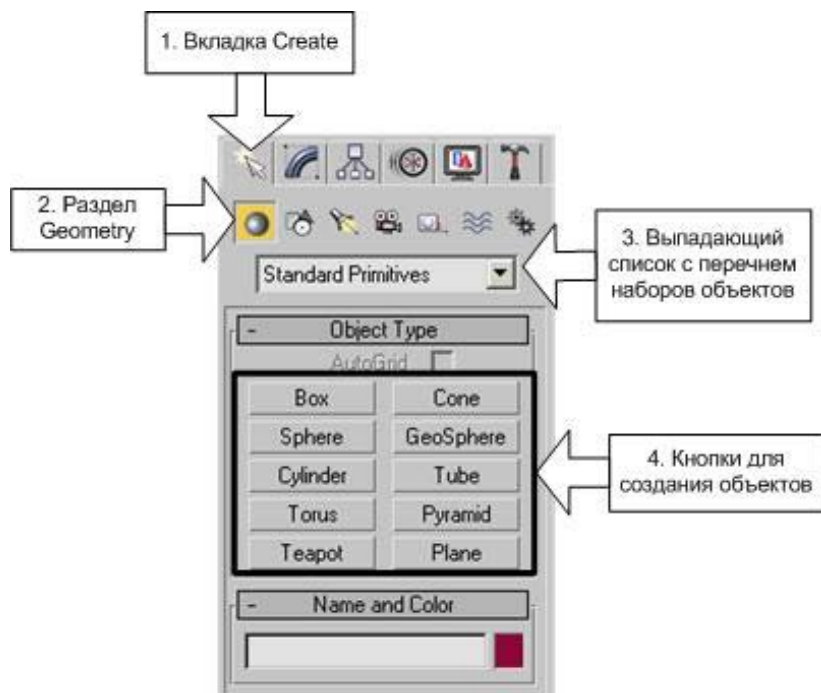 1. Вкладка Create
2. Раздел
Geometry
3. Выпадающий
список с перечнем
наборов объектов
Standard Primitives
- Object Type
AutoGrid
Box Cone
Sphere GeoSphere
Cylinder Tube
Torus Pyramid
Teapot Plane
4. Кнопки для
создания объектов
- Name and Color